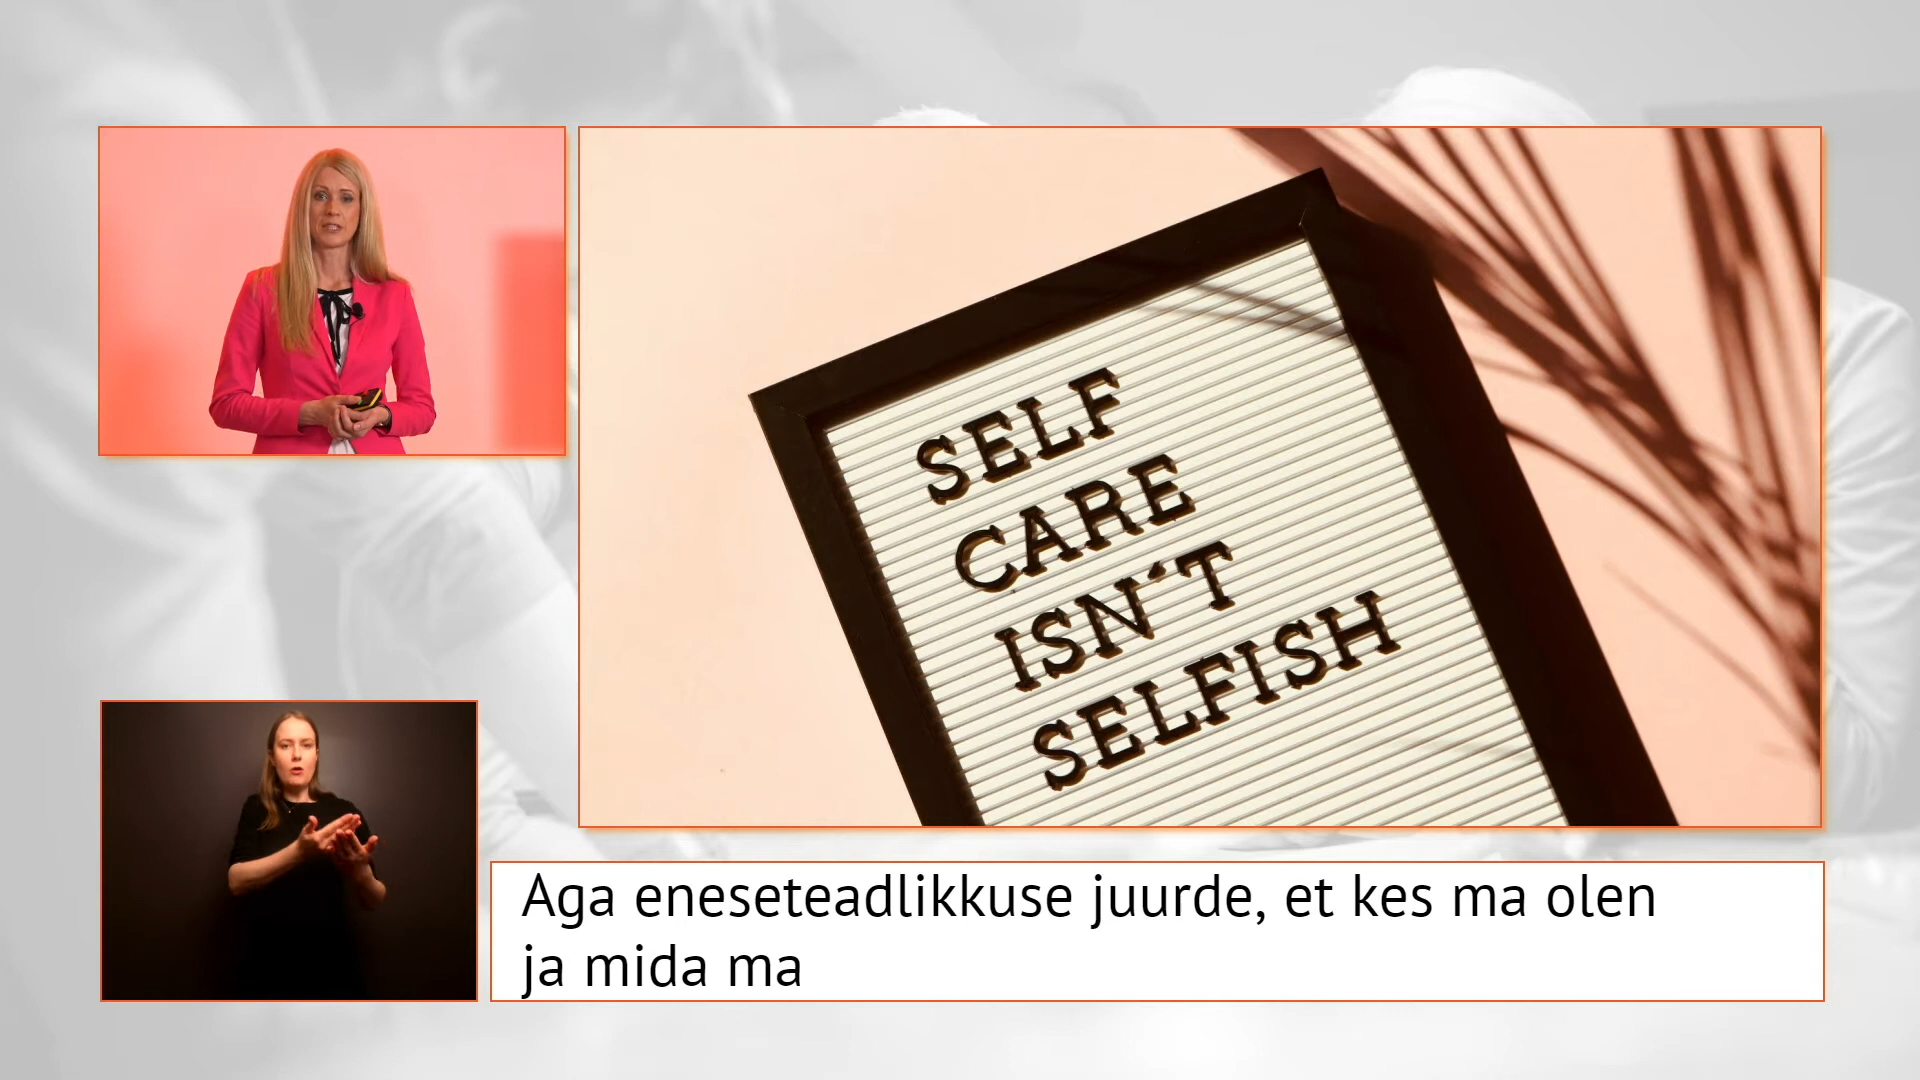 SELF
CARE
ISN'T
SELFISH
Aga eneseteadlikkuse juurde, et kes ma olen
ja mida ma